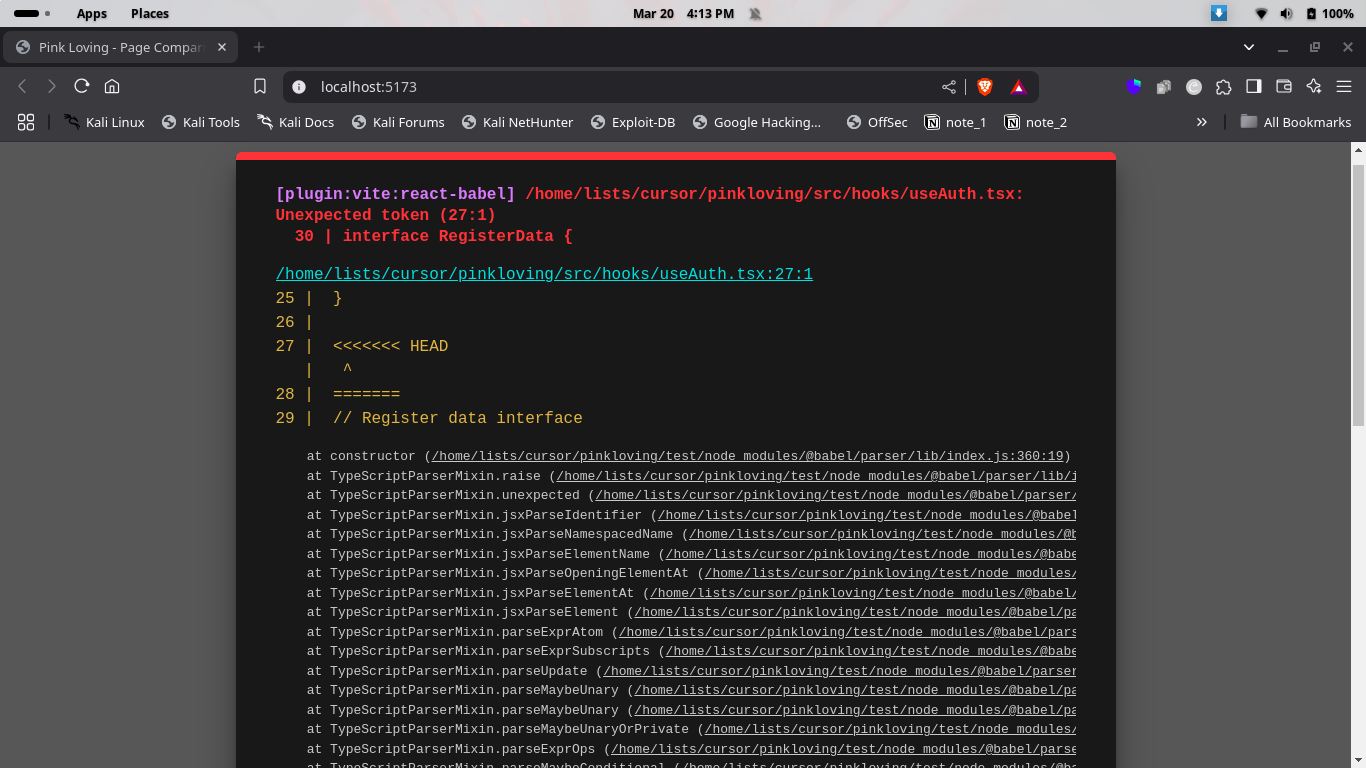 Apps Places Mar 20 4:13 PM 100%
Pink Loving - Page Compar
localhost:5173
Kali Linux Kali Tools Kali Docs Kali Forums Kali NetHunter Exploit-DB Google Hacking... OffSec note_1 note_2 » All Bookmarks
[plugin:vite:react-babel] /home/lists/cursor/pinkloving/src/hooks/useAuth.tsx:
Unexpected token (27:1)
30 | interface RegisterData {
/home/lists/cursor/pinkloving/src/hooks/useAuth.tsx:27:1
25 | }
26 |
27 | <<<<<<< HEAD
| ^
28 | =======
29 | // Register data interface
at constructor (/home/lists/cursor/pinkloving/test/node_modules/@babel/parser/lib/index.js:360:19)
at TypeScriptParserMixin.raise (/home/lists/cursor/pinkloving/test/node_modules/@babel/parser/lib/i
at TypeScriptParserMixin.unexpected (/home/lists/cursor/pinkloving/test/node_modules/@babel/parser/
at TypeScriptParserMixin.jsxParseIdentifier (/home/lists/cursor/pinkloving/test/node_modules/@babel
at TypeScriptParserMixin.jsxParseNamespacedName (/home/lists/cursor/pinkloving/test/node_modules/@b
at TypeScriptParserMixin.jsxParseElementName (/home/lists/cursor/pinkloving/test/node_modules/@babe
at TypeScriptParserMixin.jsxParseOpeningElementAt (/home/lists/cursor/pinkloving/test/node_modules/
at TypeScriptParserMixin.jsxParseElementAt (/home/lists/cursor/pinkloving/test/node_modules/@babel/
at TypeScriptParserMixin.jsxParseElement (/home/lists/cursor/pinkloving/test/node_modules/@babel/pa
at TypeScriptParserMixin.parseExprAtom (/home/lists/cursor/pinkloving/test/node_modules/@babel/pars
at TypeScriptParserMixin.parseExprSubscripts (/home/lists/cursor/pinkloving/test/node_modules/@babe
at TypeScriptParserMixin.parseUpdate (/home/lists/cursor/pinkloving/test/node_modules/@babel/parser
at TypeScriptParserMixin.parseMaybeUnary (/home/lists/cursor/pinkloving/test/node_modules/@babel/pa
at TypeScriptParserMixin.parseMaybeUnary (/home/lists/cursor/pinkloving/test/node_modules/@babel/pa
at TypeScriptParserMixin.parseMaybeUnaryOrPrivate (/home/lists/cursor/pinkloving/test/node_modules/
at TypeScriptParserMixin.parseExprOps (/home/lists/cursor/pinkloving/test/node_modules/@babel/parse
at TypeScriptParserMixin.parseMaybeConditional (/home/lists/cursor/pinkloving/test/node_modules/@ba